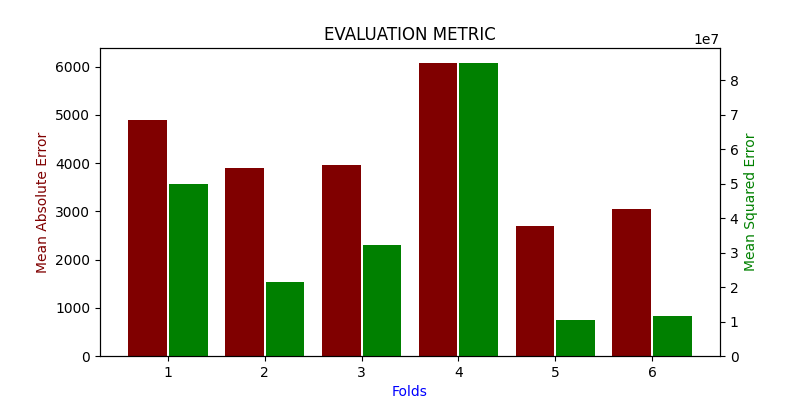 EVALUATION METRIC
1e7
6000
5000
4000
3000
2000
1000
0
Mean Absolute Error
8
7
6
5
4
3
2
1
0
Mean Squared Error
1 2 3 4 5 6
Folds